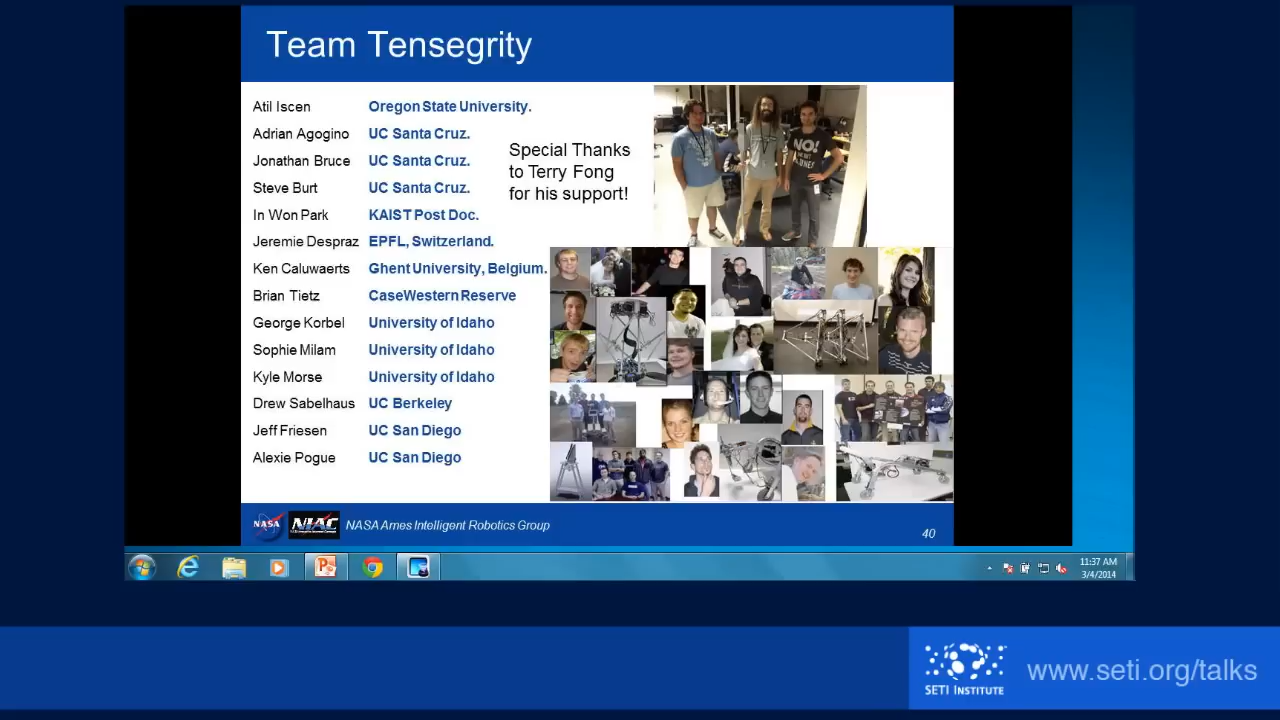 Team Tensegrity
Atil Iscen Oregon State University.
Adrian Agogino UC Santa Cruz.
Jonathan Bruce UC Santa Cruz.
Steve Burt UC Santa Cruz.
In Won Park KAIST Post Doc.
Jeremie Despraz EPFL, Switzerland.
Ken Caluwaerts Ghent University, Belgium.
Brian Tietz CaseWestern Reserve
George Korbel University of Idaho
Sophie Milam University of Idaho
Kyle Morse University of Idaho
Drew Sabelhaus UC Berkeley
Jeff Friesen UC San Diego
Alexie Pogue UC San Diego
Special Thanks
to Terry Fong
for his support!
NO!
NASA NIAC NASA Ames Intelligent Robotics Group
40
11:37 AM
3/4/2014
SETI INSTITUTE
www.seti.org/talks